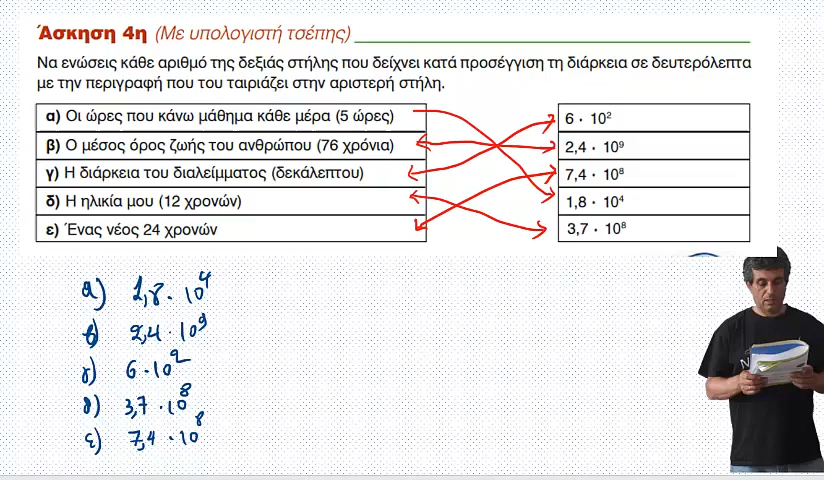 Άσκηση 4η (Με υπολογιστή τσέπης)
Να ενώσεις κάθε αριθμό της δεξιάς στήλης που δείχνει κατά προσέγγιση τη διάρκεια σε δευτερόλεπτα
με την περιγραφή που του ταιριάζει στην αριστερή στήλη.
α) Οι ώρες που κάνω μάθημα κάθε μέρα (5 ώρες)
6 · 10²
β) Ο μέσος όρος ζωής του ανθρώπου (76 χρόνια)
2,4 · 10⁹
γ) Η διάρκεια του διαλείμματος (δεκάλεπτου)
7,4 · 10⁸
δ) Η ηλικία μου (12 χρονών)
1,8 · 10⁴
ε) Ένας νέος 24 χρονών
3,7 · 10⁸
α) 1,8 · 10⁴
β) 2,4 · 10⁹
γ) 6 · 10²
δ) 3,7 · 10⁸
ε) 7,4 · 10⁸